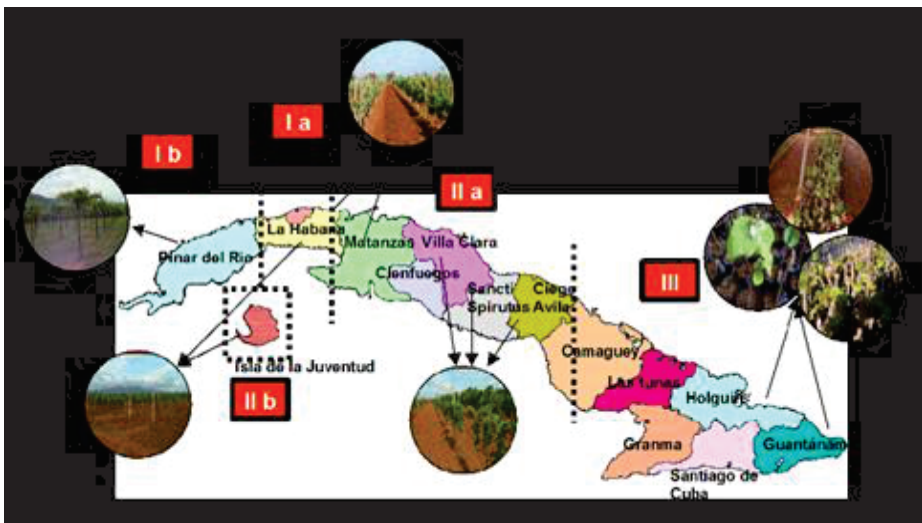 I a
I b
II a
La Habana
Matanzas Villa Clara
Pinar del Rio
Cienfuegos
III
Sancti Ciego
Spiritus Avila
Camaguey
Isla de la Juventud
Las Tunas
II b
Holguin
Granma
Guantánam
Santiago de
Cuba